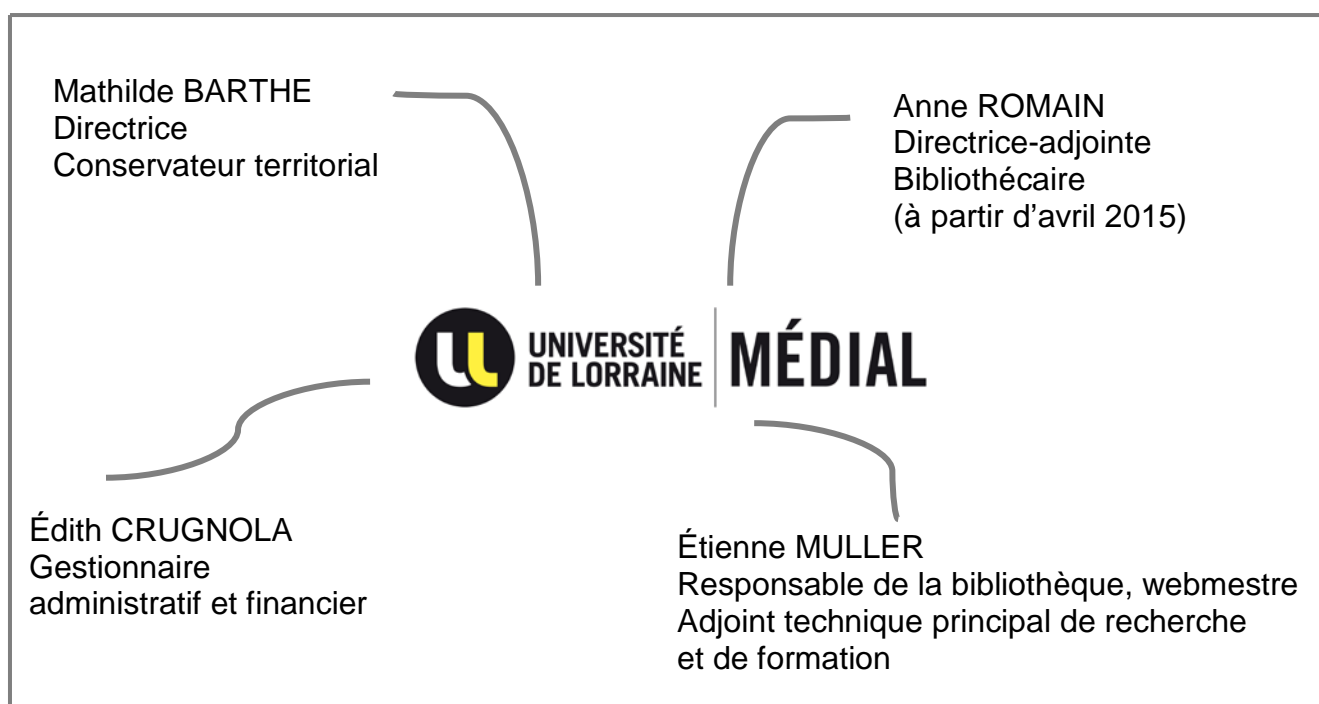 Mathilde BARTHE
Directrice
Conservateur territorial
Anne ROMAIN
Directrice-adjointe
Bibliothécaire
(à partir d’avril 2015)
UNIVERSITÉ
DE LORRAINE
MÉDIAL
Édith CRUGNOLA
Gestionnaire
administratif et financier
Étienne MULLER
Responsable de la bibliothèque, webmestre
Adjoint technique principal de recherche
et de formation